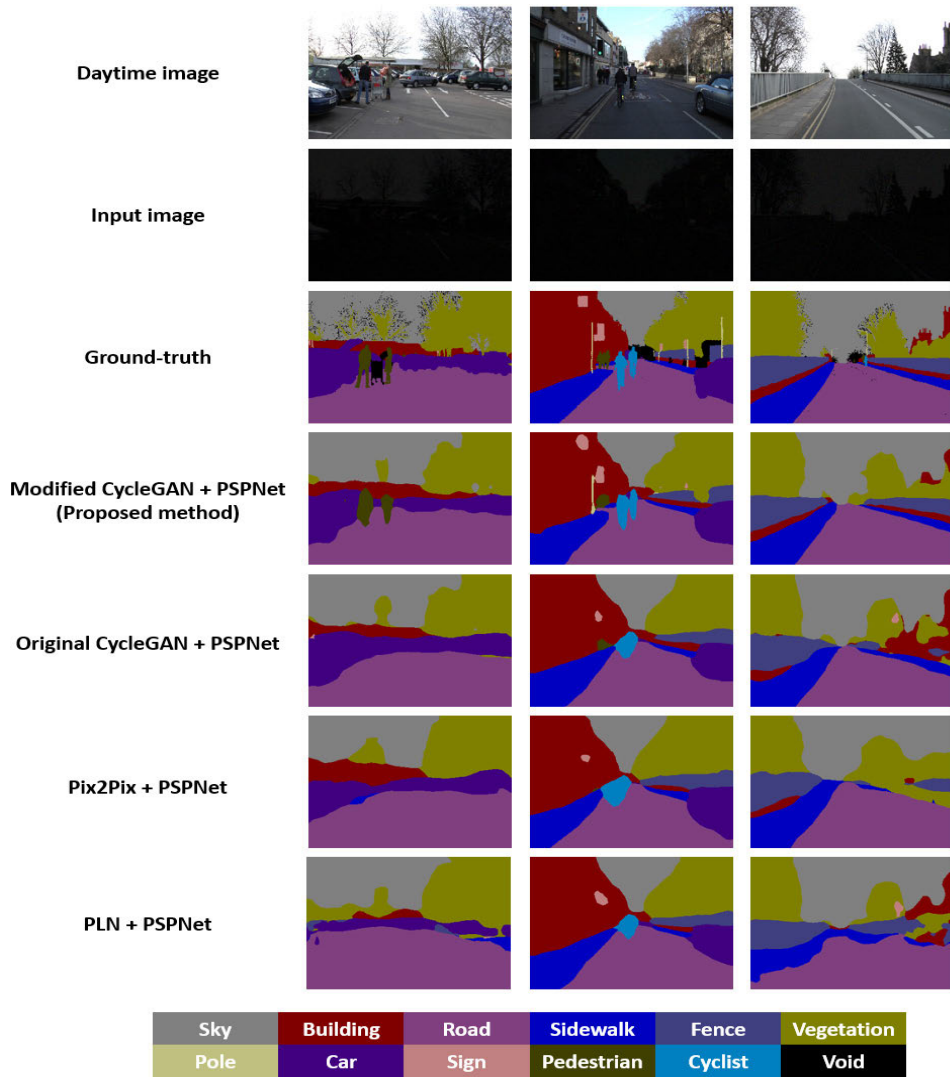 Daytime image
Input image
Ground-truth
Modified CycleGAN + PSPNet
(Proposed method)
Original CycleGAN + PSPNet
Pix2Pix + PSPNet
PLN + PSPNet
Sky Building Road Sidewalk Fence Vegetation
Pole Car Sign Pedestrian Cyclist Void